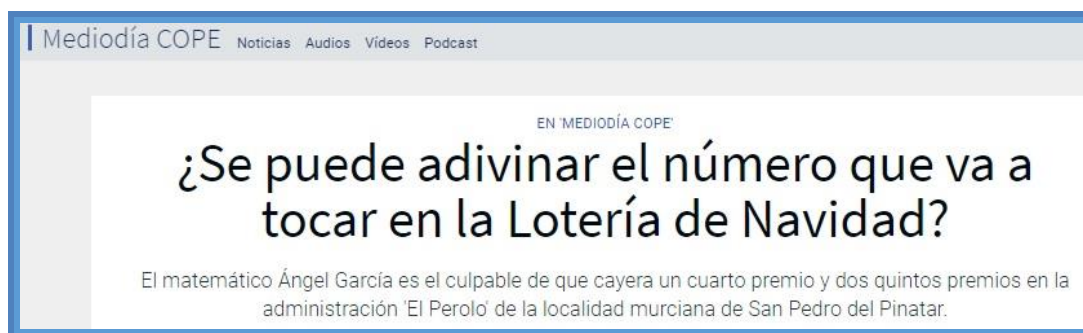 Mediodía COPE Noticias Audios Vídeos Podcast
EN 'MEDIODÍA COPE'
¿Se puede adivinar el número que va a
tocar en la Lotería de Navidad?
El matemático Ángel García es el culpable de que cayera un cuarto premio y dos quintos premios en la
administración 'El Perolo' de la localidad murciana de San Pedro del Pinatar.